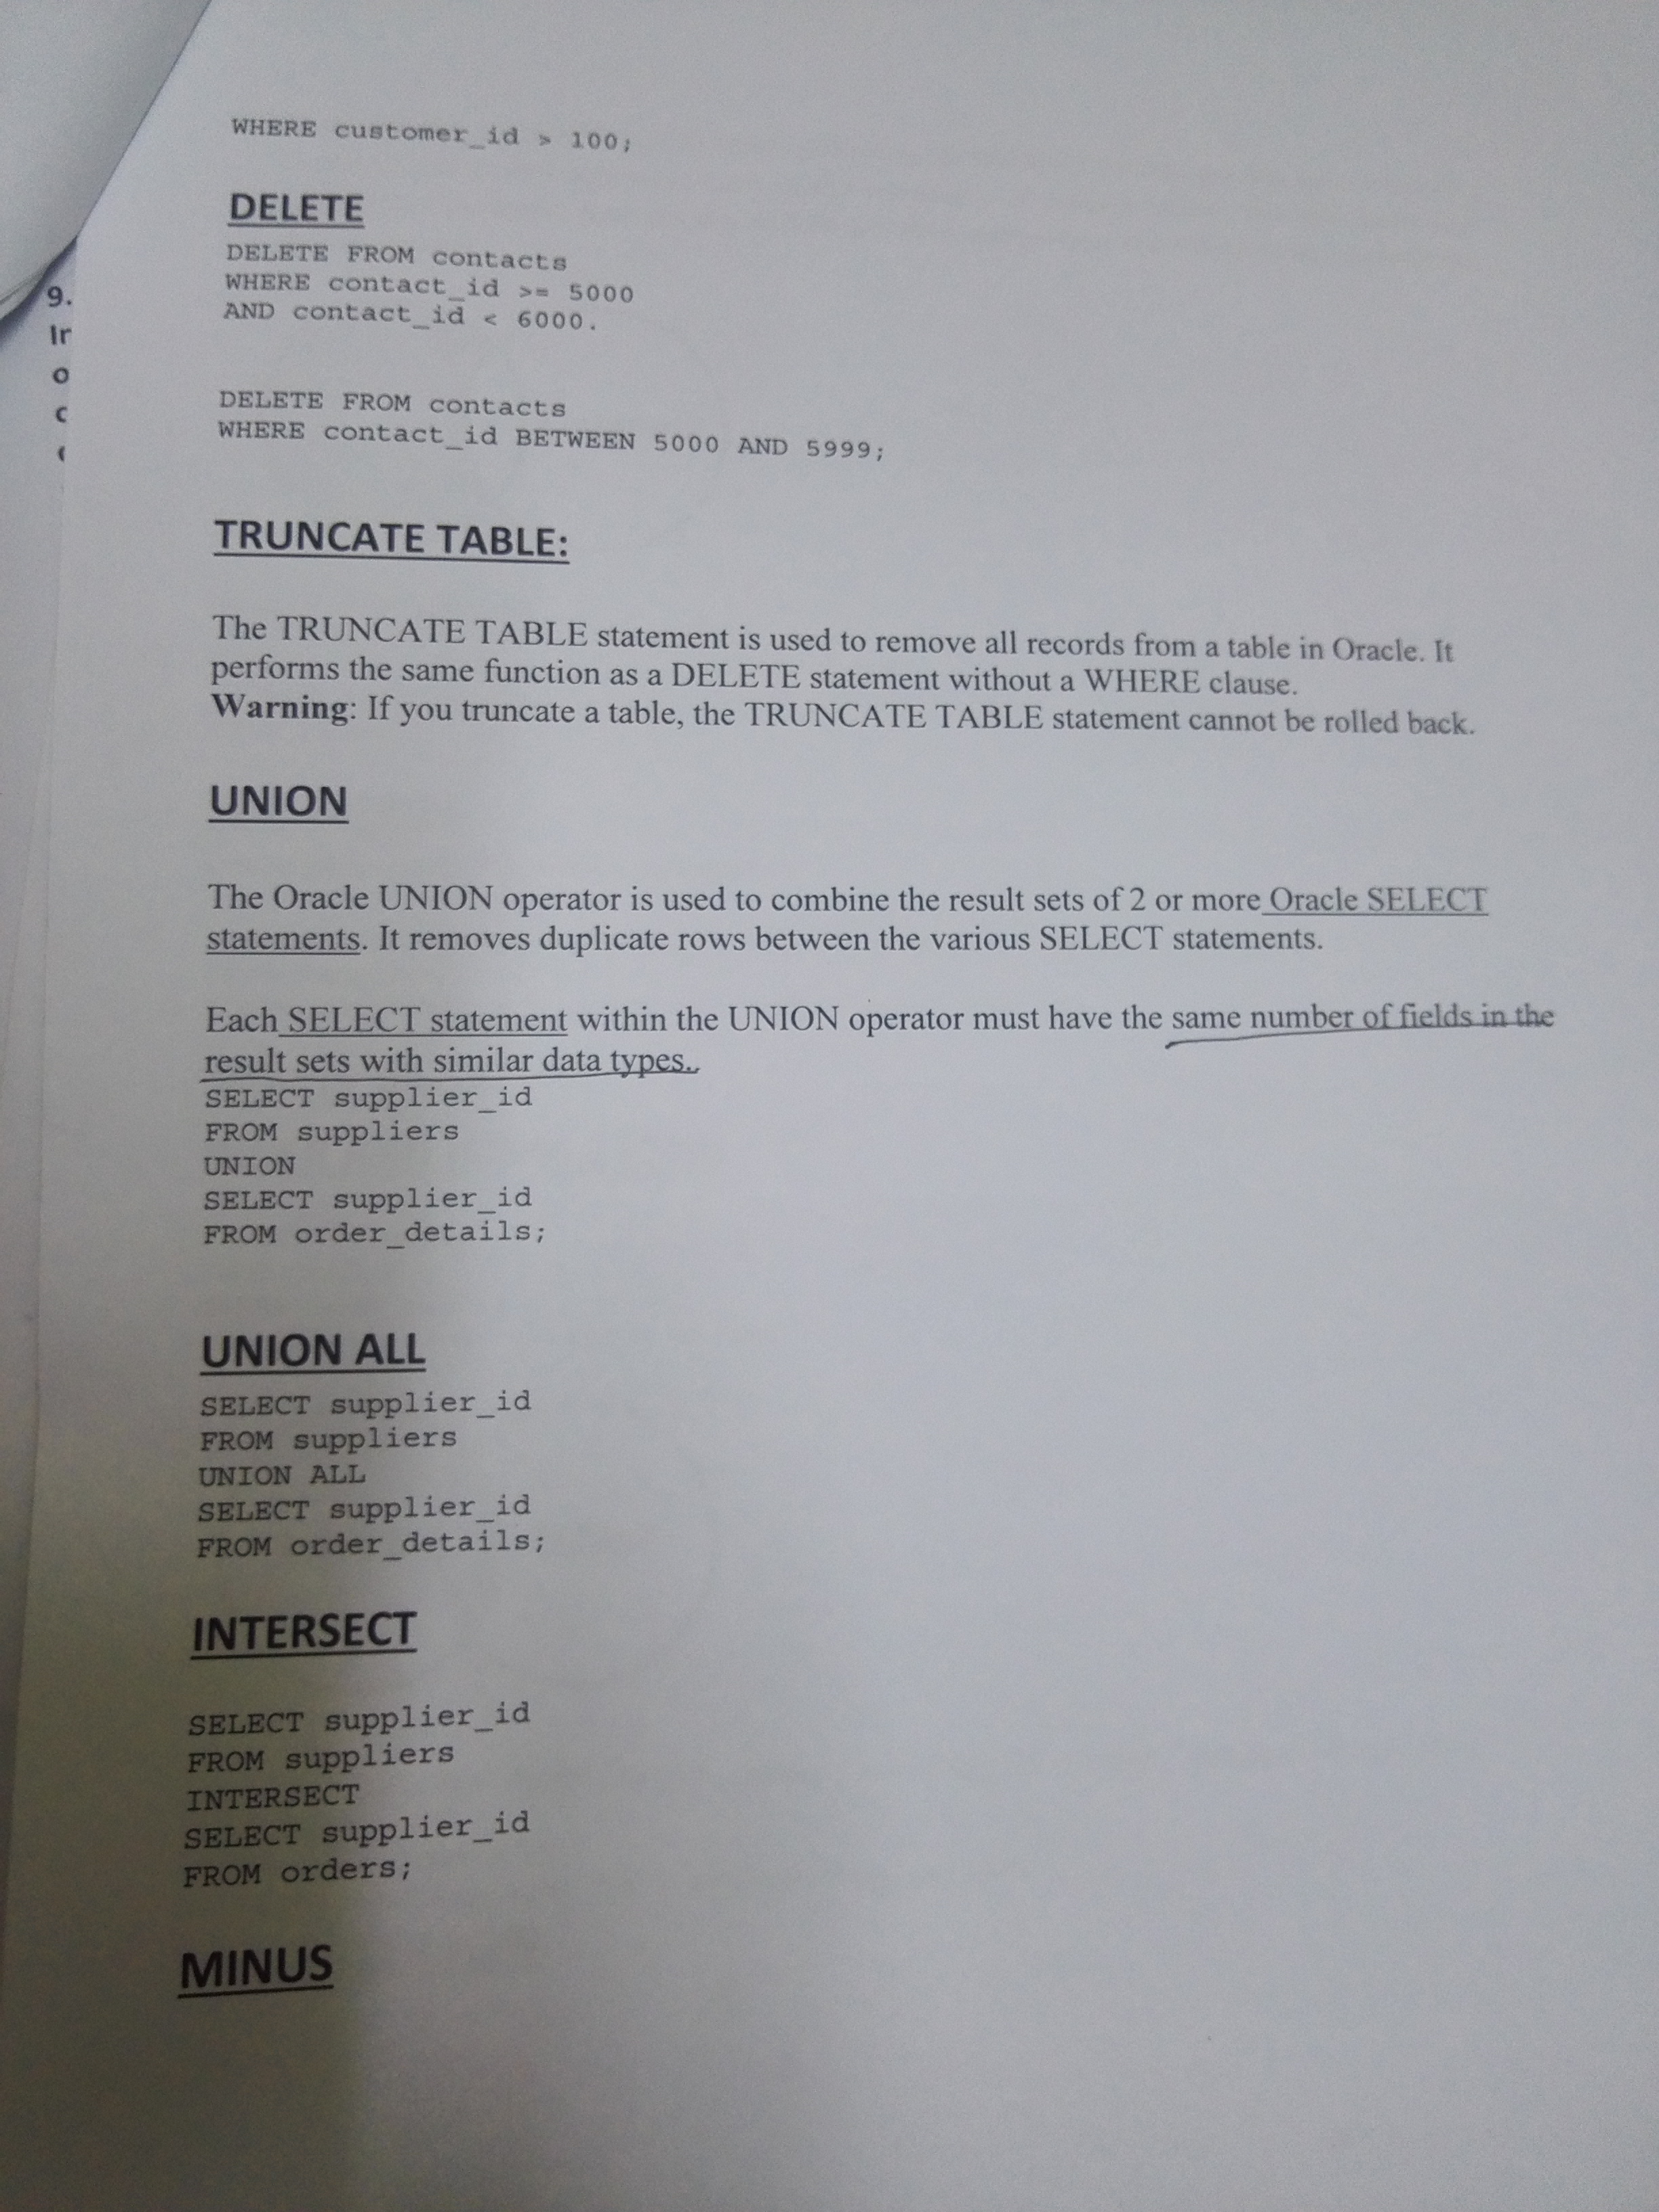 WHERE customer_id > 100;
DELETE
DELETE FROM contacts
WHERE contact_id >= 5000
AND contact_id < 6000.
DELETE FROM contacts
WHERE contact_id BETWEEN 5000 AND 5999;
TRUNCATE TABLE:
The TRUNCATE TABLE statement is used to remove all records from a table in Oracle. It
performs the same function as a DELETE statement without a WHERE clause.
Warning: If you truncate a table, the TRUNCATE TABLE statement cannot be rolled back.
UNION
The Oracle UNION operator is used to combine the result sets of 2 or more Oracle SELECT
statements. It removes duplicate rows between the various SELECT statements.
Each SELECT statement within the UNION operator must have the same number of fields in the
result sets with similar data types..
SELECT supplier_id
FROM suppliers
UNION
SELECT supplier_id
FROM order_details;
UNION ALL
SELECT supplier_id
FROM suppliers
UNION ALL
SELECT supplier_id
FROM order_details;
INTERSECT
SELECT supplier_id
FROM suppliers
INTERSECT
SELECT supplier_id
FROM orders;
MINUS
9.